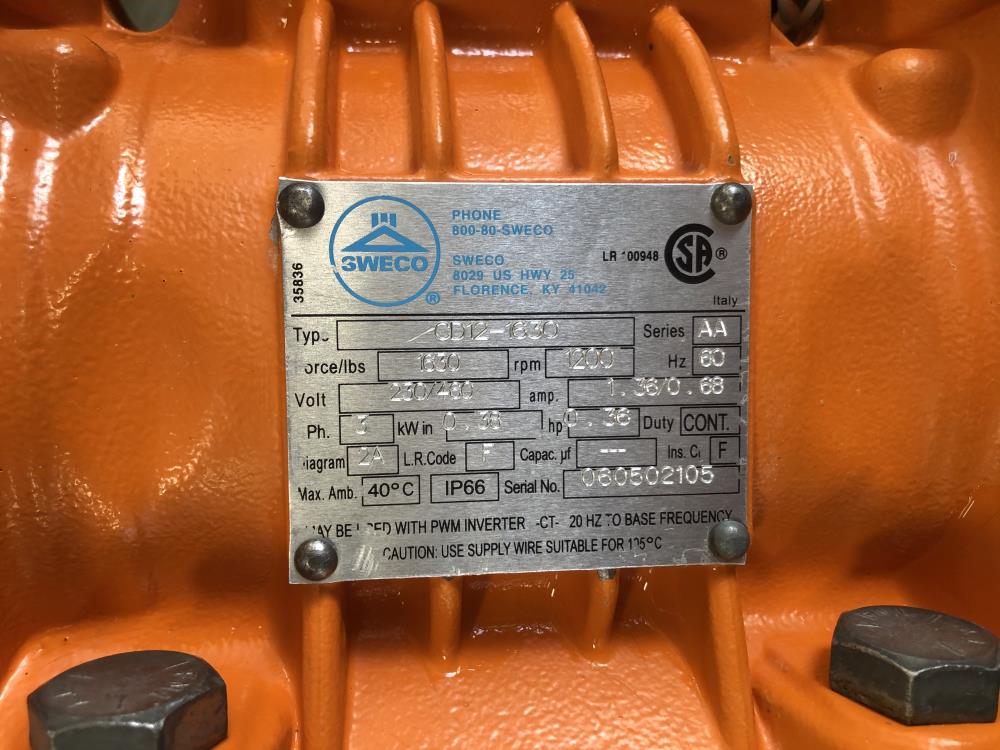 SWECO
®
PHONE
800-80-SWECO
SWECO
8029 US HWY 25
FLORENCE, KY 41042
LR 100948
®
Italy
35836
Type CD12-1630 Series AA
Force/lbs 1630 rpm 1200 Hz 60
Volt 230/460 amp. 1.36/0.68
Ph. 3 kW in 0.38 hp 0.36 Duty CONT.
Diagram 2A L.R.Code F Capac. µf --- Ins. Cl F
Max. Amb. 40°C IP66 Serial No. 060502105
MAY BE USED WITH PWM INVERTER -CT- 20 HZ TO BASE FREQUENCY
CAUTION: USE SUPPLY WIRE SUITABLE FOR 105°C